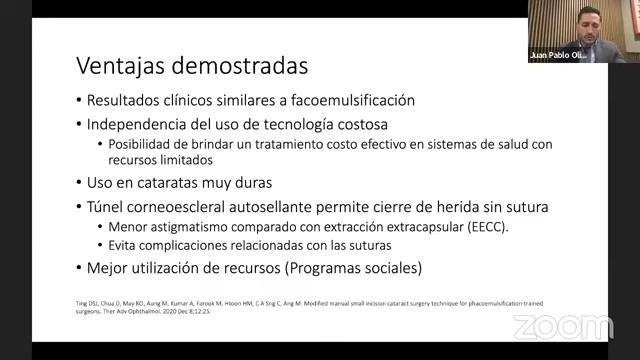 Juan Pablo Oli...
Ventajas demostradas
• Resultados clínicos similares a facoemulsificación
• Independencia del uso de tecnología costosa
• Posibilidad de brindar un tratamiento costo efectivo en sistemas de salud con
recursos limitados
• Uso en cataratas muy duras
• Túnel corneoescleral autosellante permite cierre de herida sin sutura
• Menor astigmatismo comparado con extracción extracapsular (EECC).
• Evita complicaciones relacionadas con las suturas
• Mejor utilización de recursos (Programas sociales)
Ting DSJ, Chua D, May KO, Aung M, Kumar A, Farook M, Htoon HM, C A Sng C, Ang M. Modified manual small incision cataract surgery technique for phacoemulsification-trained
surgeons. Ther Adv Ophthalmol. 2020 Dec 8;12:25.
zoom